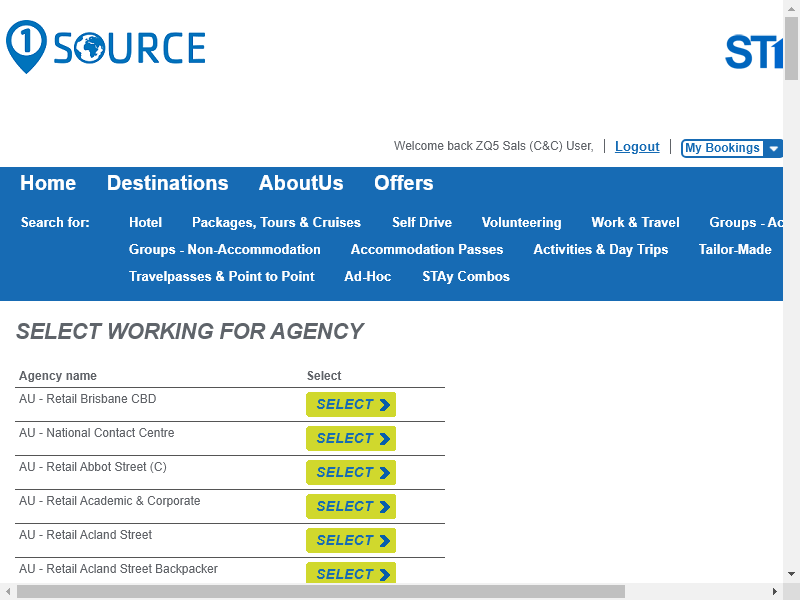 1 SOURCE
Welcome back ZQ5 Sals (C&C) User, Logout My Bookings
Home Destinations AboutUs Offers
Search for: Hotel Packages, Tours & Cruises Self Drive Volunteering Work & Travel Groups -
Groups - Non-Accommodation Accommodation Passes Activities & Day Trips Tailor-Made
Travelpasses & Point to Point Ad-Hoc STAy Combos
SELECT WORKING FOR AGENCY
Agency name Select
AU - Retail Brisbane CBD SELECT
AU - National Contact Centre SELECT
AU - Retail Abbot Street (C) SELECT
AU - Retail Academic & Corporate SELECT
AU - Retail Acland Street SELECT
AU - Retail Acland Street Backpacker SELECT